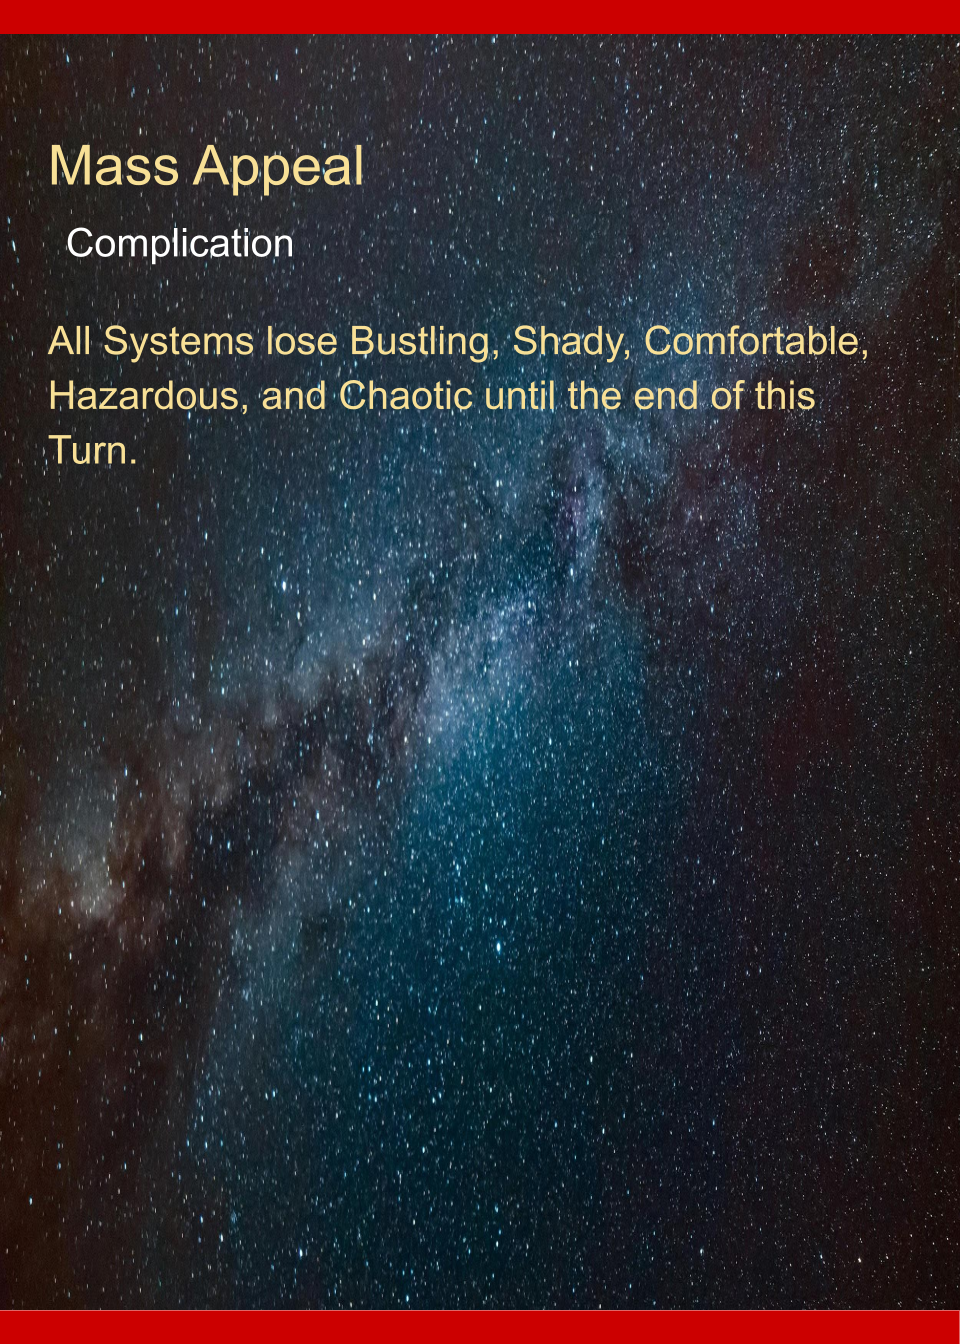 Mass Appeal
Complication
All Systems lose Bustling, Shady, Comfortable,
Hazardous, and Chaotic until the end of this
Turn.